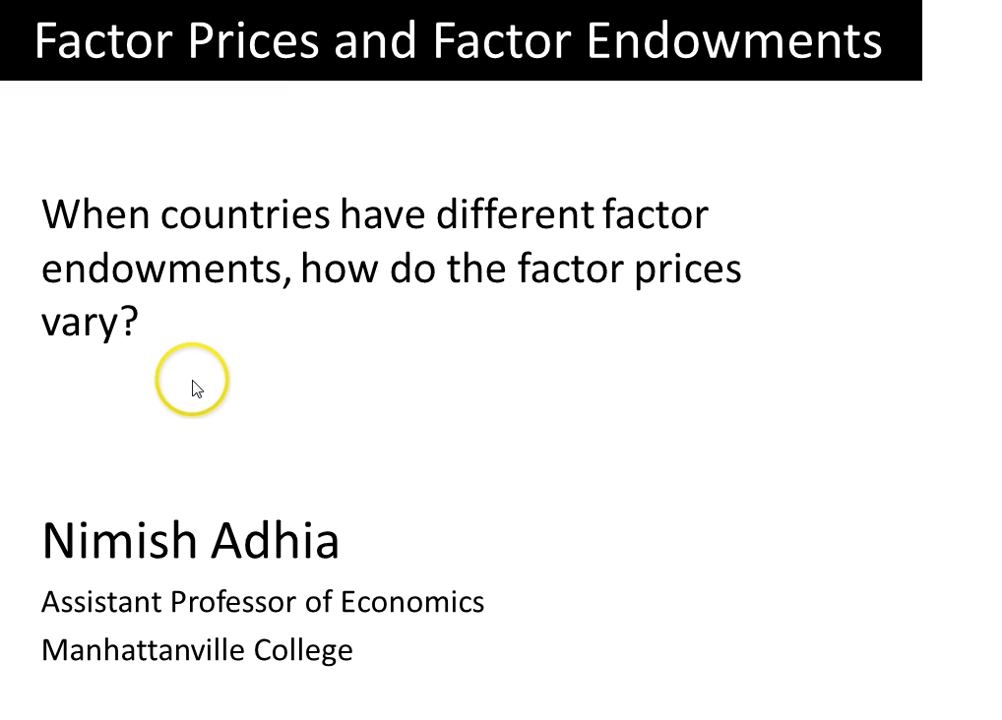 Factor Prices and Factor Endowments
When countries have different factor
endowments, how do the factor prices
vary?
Nimish Adhia
Assistant Professor of Economics
Manhattanville College